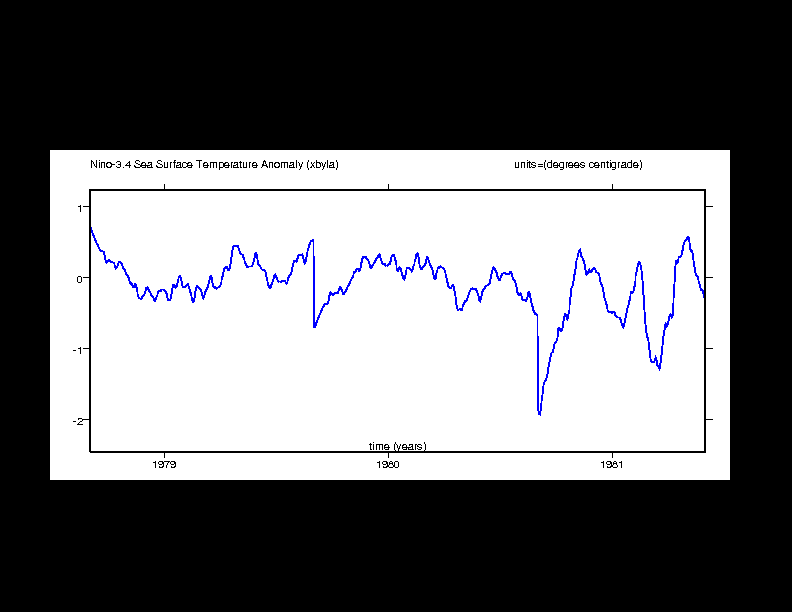 Nino-3.4 Sea Surface Temperature Anomaly (xbyla) units=(degrees centigrade)
1
0
-1
-2
time (years)
1979 1980 1981